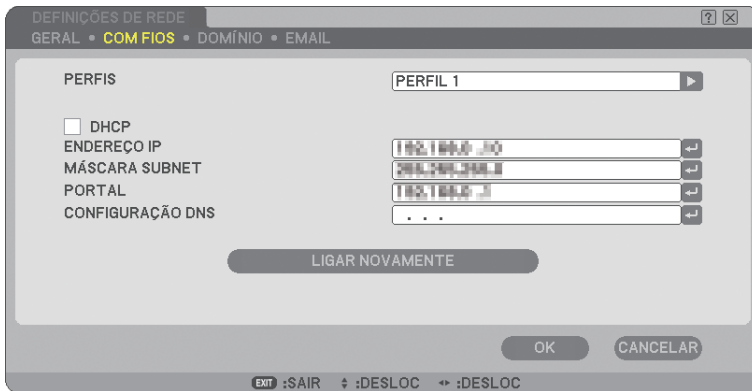 DEFINIÇÕES DE REDE
GERAL • COM FIOS • DOMÍNIO • EMAIL
PERFIS PERFIL 1
DHCP
ENDEREÇO IP
MÁSCARA SUBNET
PORTAL
CONFIGURAÇÃO DNS . . .
LIGAR NOVAMENTE
OK CANCELAR
EXIT :SAIR :DESLOC :DESLOC